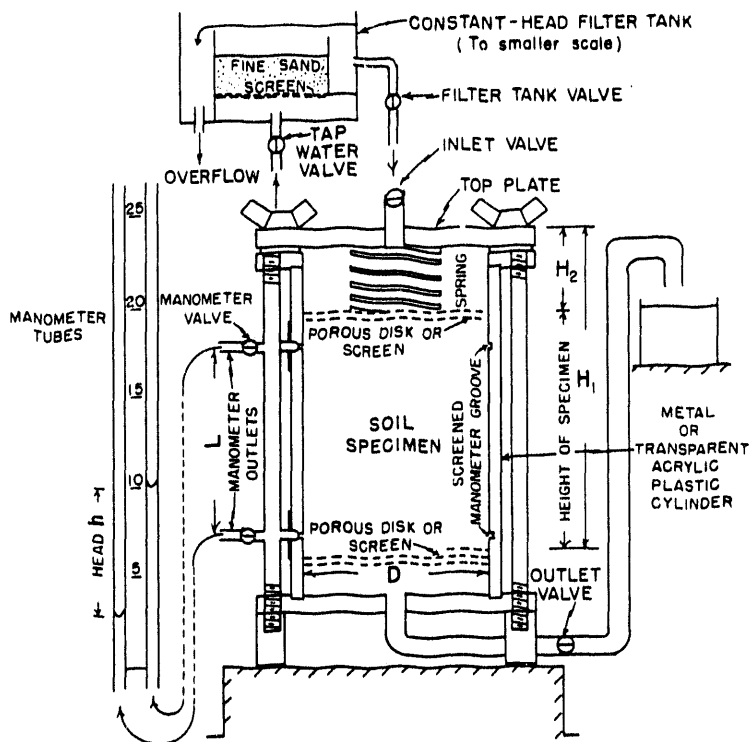 CONSTANT-HEAD FILTER TANK
(To smaller scale)
FINE SAND
SCREEN
FILTER TANK VALVE
TAP
WATER
VALVE
INLET VALVE
OVERFLOW
TOP PLATE
25
20
15
10
5
MANOMETER
TUBES
MANOMETER
VALVE
SPRING
POROUS DISK OR
SCREEN
H2
H1
HEIGHT OF SPECIMEN
L
MANOMETER
OUTLETS
SOIL
SPECIMEN
SCREENED
MANOMETER GROOVE
METAL
OR
TRANSPARENT
ACRYLIC
PLASTIC
CYLINDER
HEAD h
POROUS DISK OR
SCREEN
D
OUTLET
VALVE